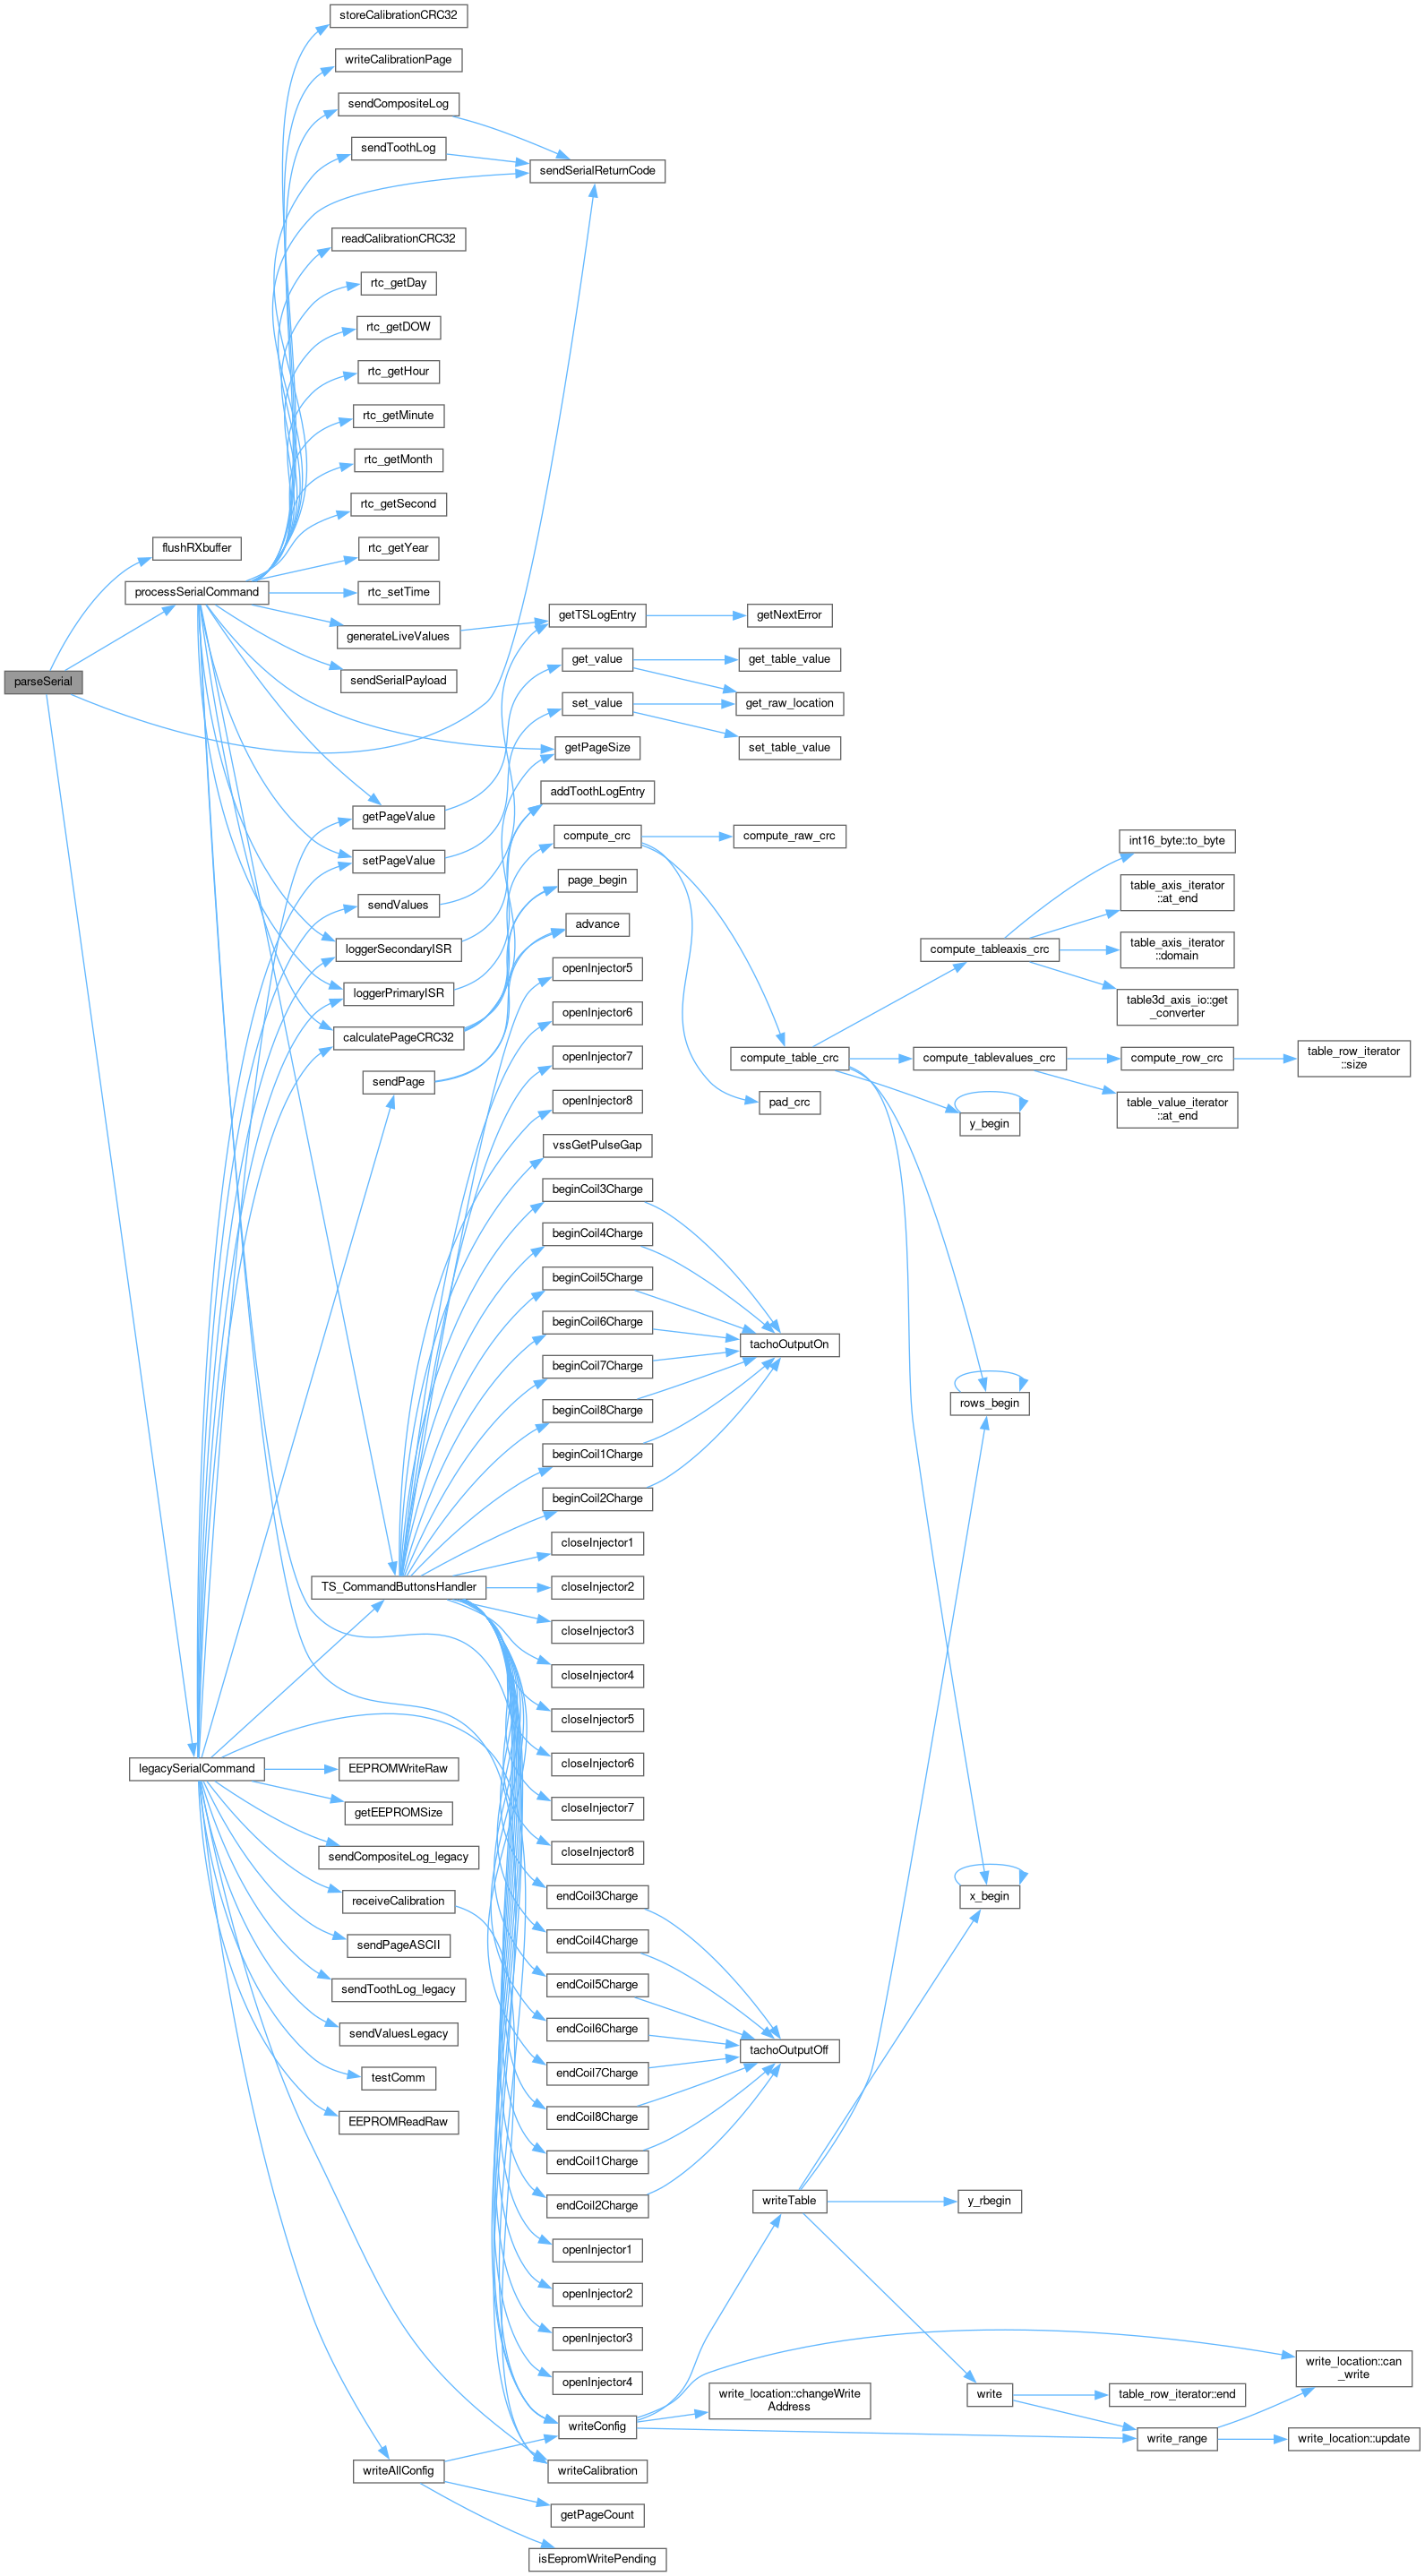 storeCalibrationCRC32
writeCalibrationPage
sendCompositeLog
sendToothLog
sendSerialReturnCode
readCalibrationCRC32
rtc_getDay
rtc_getDOW
rtc_getHour
rtc_getMinute
rtc_getMonth
rtc_getSecond
flushRXbuffer
rtc_getYear
processSerialCommand
rtc_setTime
getTSLogEntry
getNextError
generateLiveValues
get_value
get_table_value
parseSerial
sendSerialPayload
set_value
get_raw_location
getPageSize
set_table_value
addToothLogEntry
getPageValue
compute_crc
compute_raw_crc
int16_byte::to_byte
setPageValue
page_begin
table_axis_iterator
::at_end
sendValues
advance
loggerSecondaryISR
compute_tableaxis_crc
table_axis_iterator
::domain
openInjector5
loggerPrimaryISR
table3d_axis_io::get
_converter
openInjector6
calculatePageCRC32
openInjector7
compute_table_crc
compute_tablevalues_crc
compute_row_crc
table_row_iterator
::size
sendPage
openInjector8
pad_crc
table_value_iterator
::at_end
y_begin
vssGetPulseGap
beginCoil3Charge
beginCoil4Charge
beginCoil5Charge
beginCoil6Charge
tachoOutputOn
beginCoil7Charge
rows_begin
beginCoil8Charge
beginCoil1Charge
beginCoil2Charge
closeInjector1
TS_CommandButtonsHandler
closeInjector2
closeInjector3
closeInjector4
closeInjector5
legacySerialCommand
EEPROMWriteRaw
closeInjector6
getEEPROMSize
closeInjector7
sendCompositeLog_legacy
closeInjector8
receiveCalibration
endCoil3Charge
x_begin
sendPageASCII
endCoil4Charge
sendToothLog_legacy
endCoil5Charge
sendValuesLegacy
endCoil6Charge
tachoOutputOff
testComm
endCoil7Charge
EEPROMReadRaw
endCoil8Charge
endCoil1Charge
endCoil2Charge
writeTable
y_rbegin
openInjector1
openInjector2
openInjector3
write_location::can
_write
openInjector4
write_location::changeWrite
Address
write
table_row_iterator::end
writeConfig
write_range
write_location::update
writeAllConfig
writeCalibration
getPageCount
isEepromWritePending